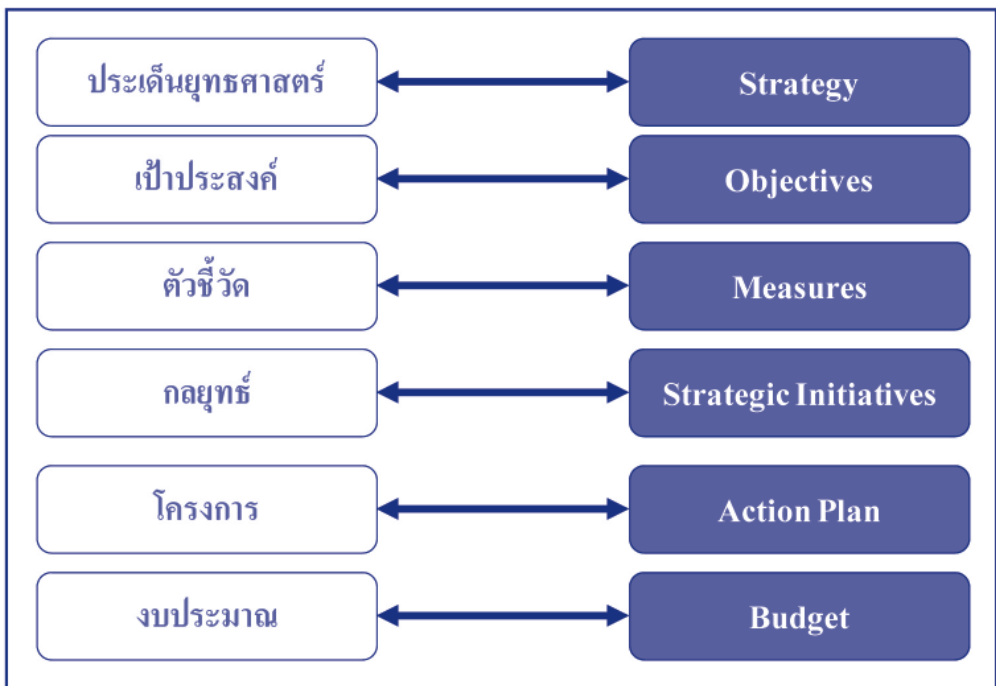 ประเด็นยุทธศาสตร์
Strategy
เป้าประสงค์
Objectives
ตัวชี้วัด
Measures
กลยุทธ์
Strategic Initiatives
โครงการ
Action Plan
งบประมาณ
Budget